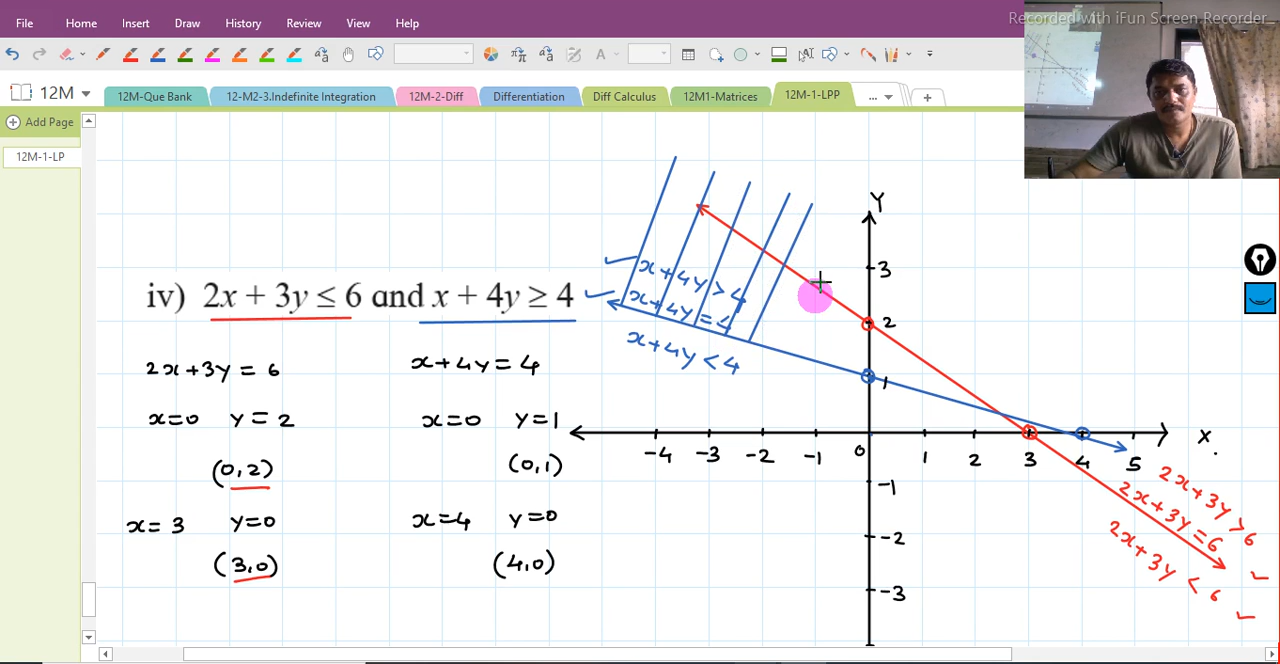 File Home Insert Draw History Review View Help
Recorded with iFun Screen Recorder
12M
12M-Que Bank 12-M2-3.Indefinite Integration 12M-2-Diff Differentiation Diff Calculus 12M1-Matrices 12M-1-LPP ...
Add Page
12M-1-LP
iv) 2x + 3y ≤ 6 and x + 4y ≥ 4
2x+3y = 6
x=0 y = 2
(0,2)
x= 3 y=0
(3,0)
x+4y = 4
x=0 y=1
(0,1)
x=4 y=0
(4,0)
x+4y > 4
x+4y = 4
x+4y < 4
Y
3
2
1
-4 -3 -2 -1 0 1 2 3 4 5 X
-1
-2
-3
2x+3y > 6
2x+3y = 6
2x+3y < 6